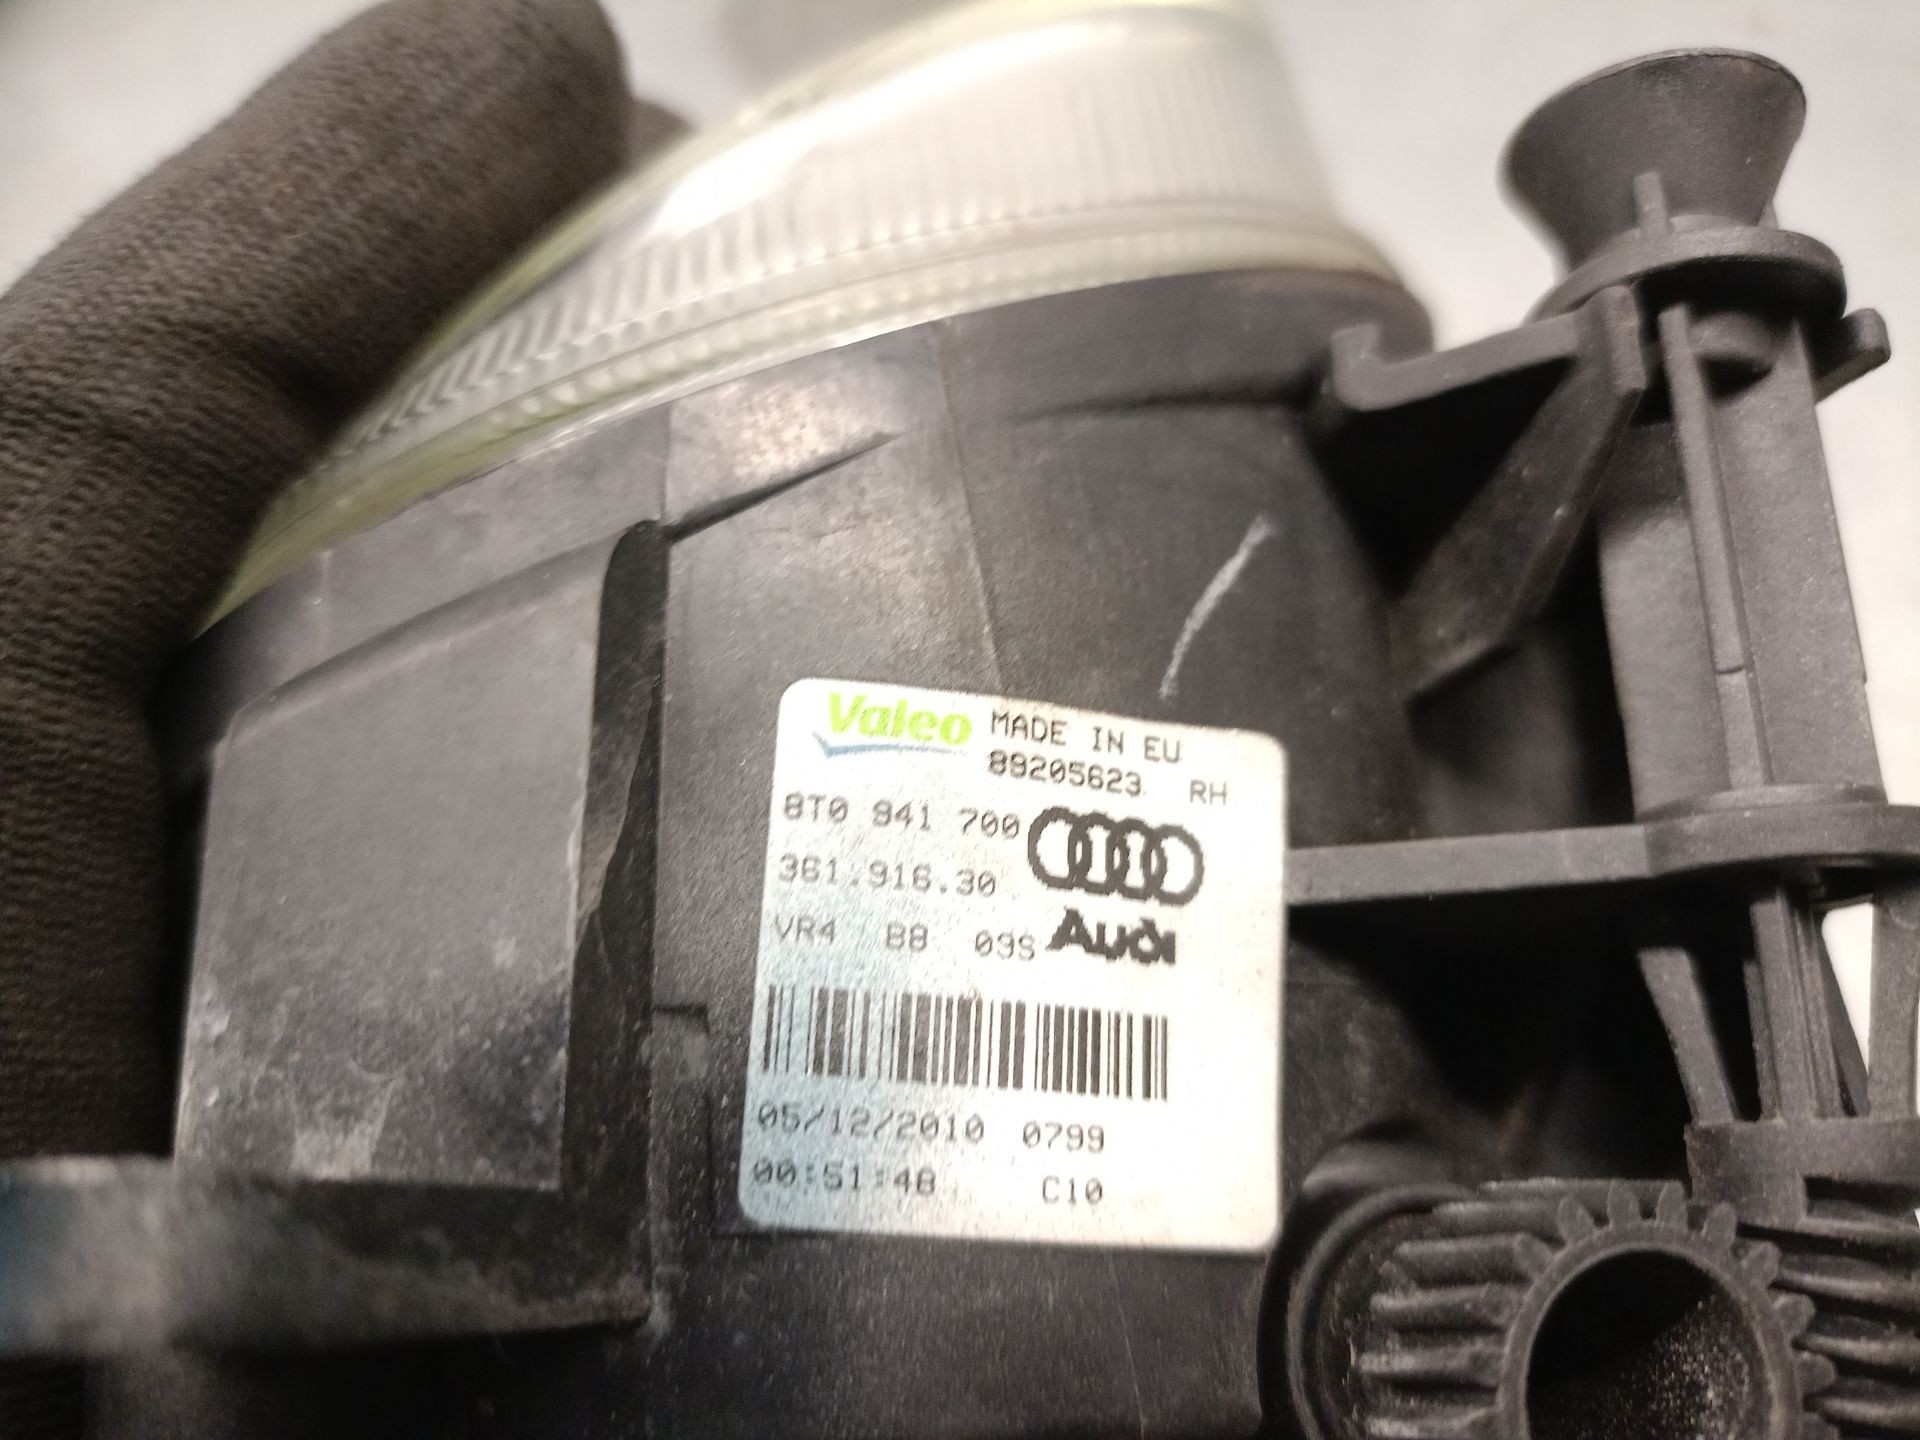 Valeo MADE IN EU
89205623 RH
8T0 941 700
361.916.30
VR4 B8 09S Audi
05/12/2010 0799
00:51:48 C10